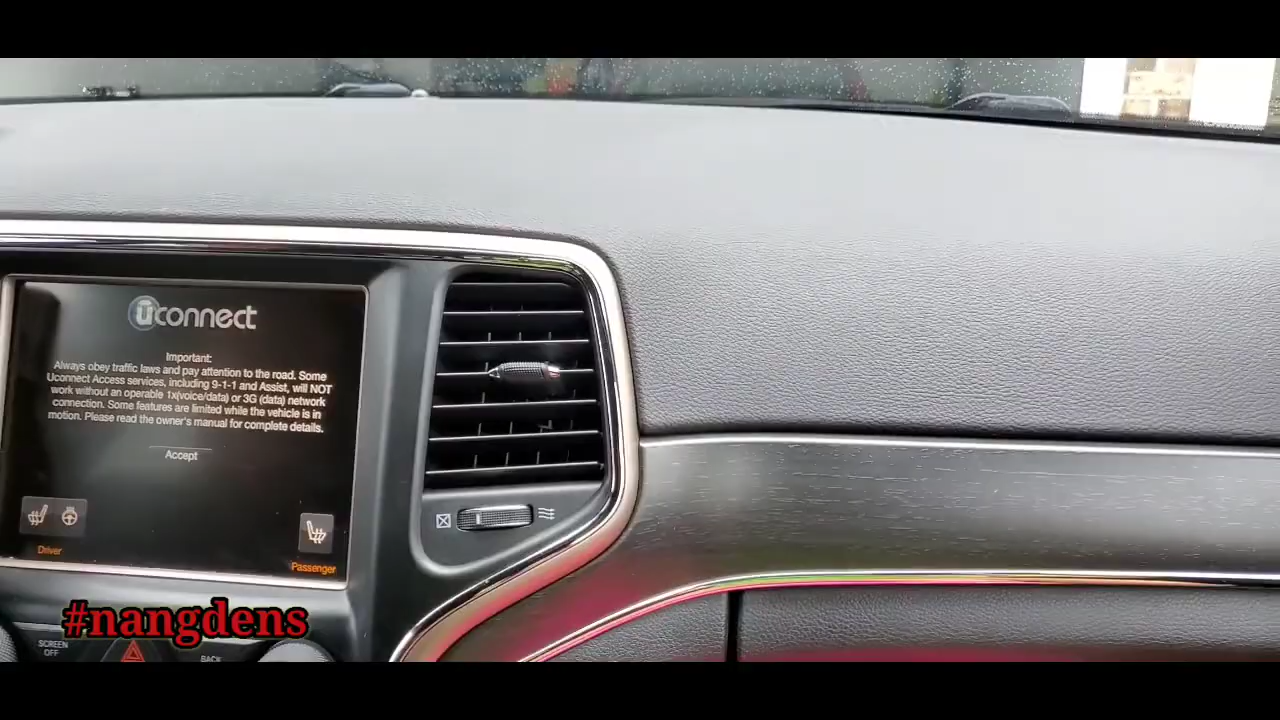 uconnect
Important:
Always obey traffic laws and pay attention to the road. Some
Uconnect Access services, including 9-1-1 and Assist, will NOT
work without an operable 1x(voice/data) or 3G (data) network
connection. Some features are limited while the vehicle is in
motion. Please read the owner's manual for complete details.
Accept
Driver
Passenger
#nangdens
SCREEN
OFF
BACK